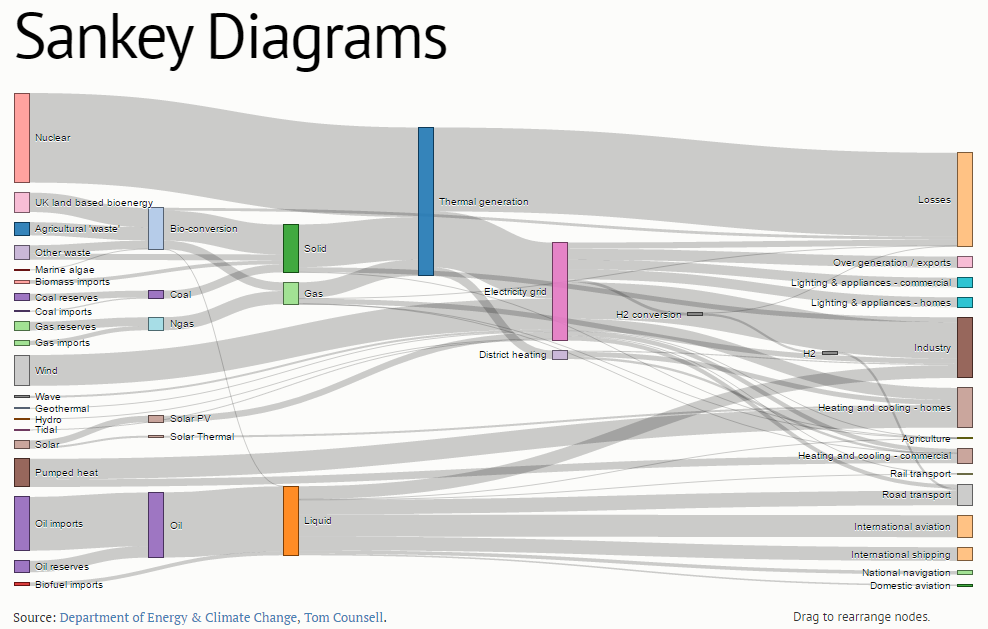 Sankey Diagrams
Nuclear
Thermal generation
Losses
UK land based bioenergy
Agricultural 'waste'
Bio-conversion
Other waste
Solid
Over generation / exports
Marine algae
Biomass imports
Lighting & appliances - commercial
Coal reserves
Coal
Gas
Electricity grid
Lighting & appliances - homes
Coal imports
H2 conversion
Gas reserves
Ngas
Gas imports
Industry
District heating
H2
Wind
Wave
Geothermal
Heating and cooling - homes
Hydro
Solar PV
Tidal
Solar
Solar Thermal
Agriculture
Heating and cooling - commercial
Pumped heat
Rail transport
Road transport
Oil imports
Oil
Liquid
International aviation
International shipping
Oil reserves
National navigation
Biofuel imports
Domestic aviation
Source: Department of Energy & Climate Change, Tom Counsell.
Drag to rearrange nodes.